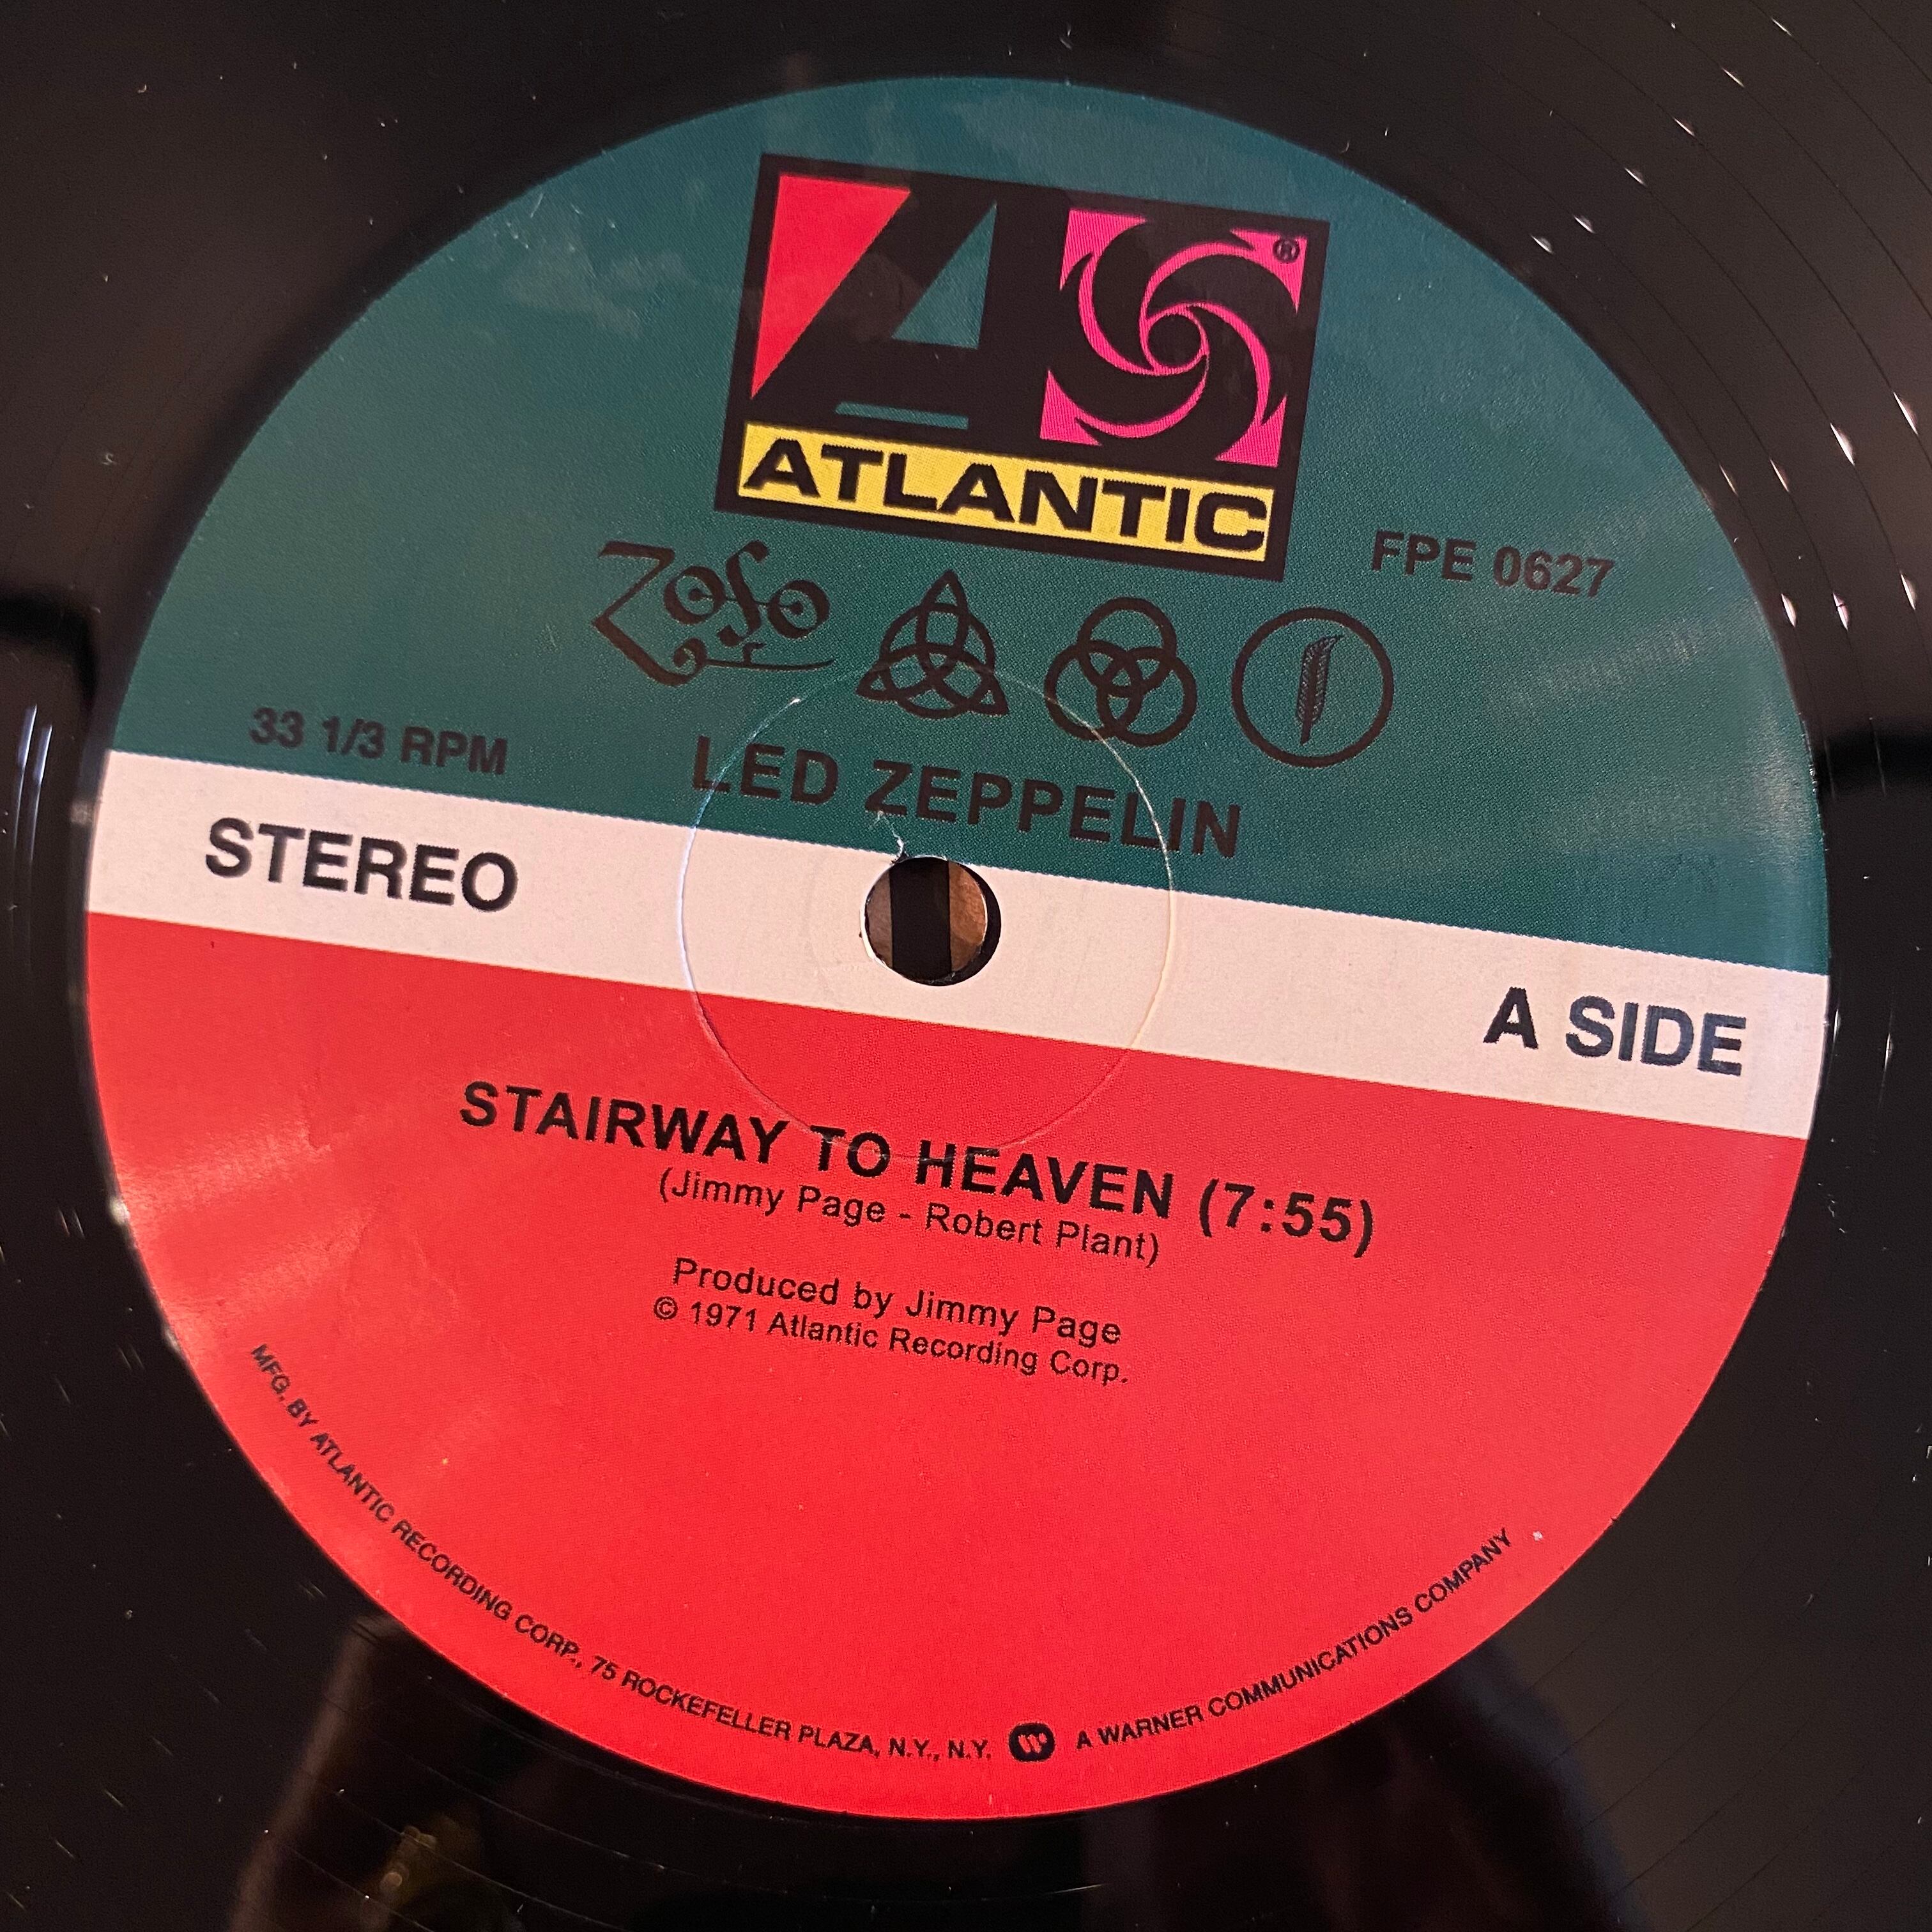 ®
ATLANTIC
FPE 0627
Zoso
33 1/3 RPM
LED ZEPPELIN
STEREO
A SIDE
STAIRWAY TO HEAVEN (7:55)
(Jimmy Page - Robert Plant)
Produced by Jimmy Page
© 1971 Atlantic Recording Corp.
MFG. BY ATLANTIC RECORDING CORP., 75 ROCKEFELLER PLAZA, N.Y., N.Y. W A WARNER COMMUNICATIONS COMPANY